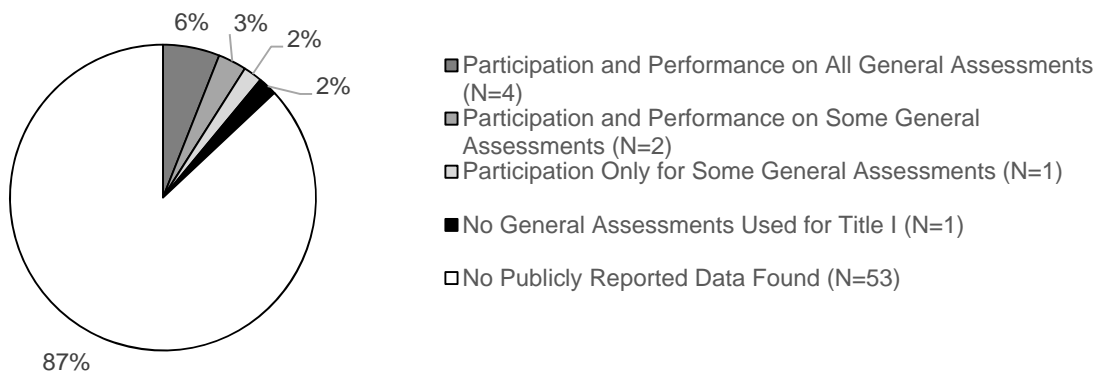 6%
3%
2%
2%
87%
Participation and Performance on All General Assessments
(N=4)
Participation and Performance on Some General
Assessments (N=2)
Participation Only for Some General Assessments (N=1)
No General Assessments Used for Title I (N=1)
No Publicly Reported Data Found (N=53)